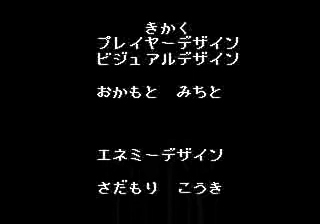 きかく
プレイヤーデザイン
ビジュアルデザイン
おかもと　みちと
エネミーデザイン
さだもり　こうき